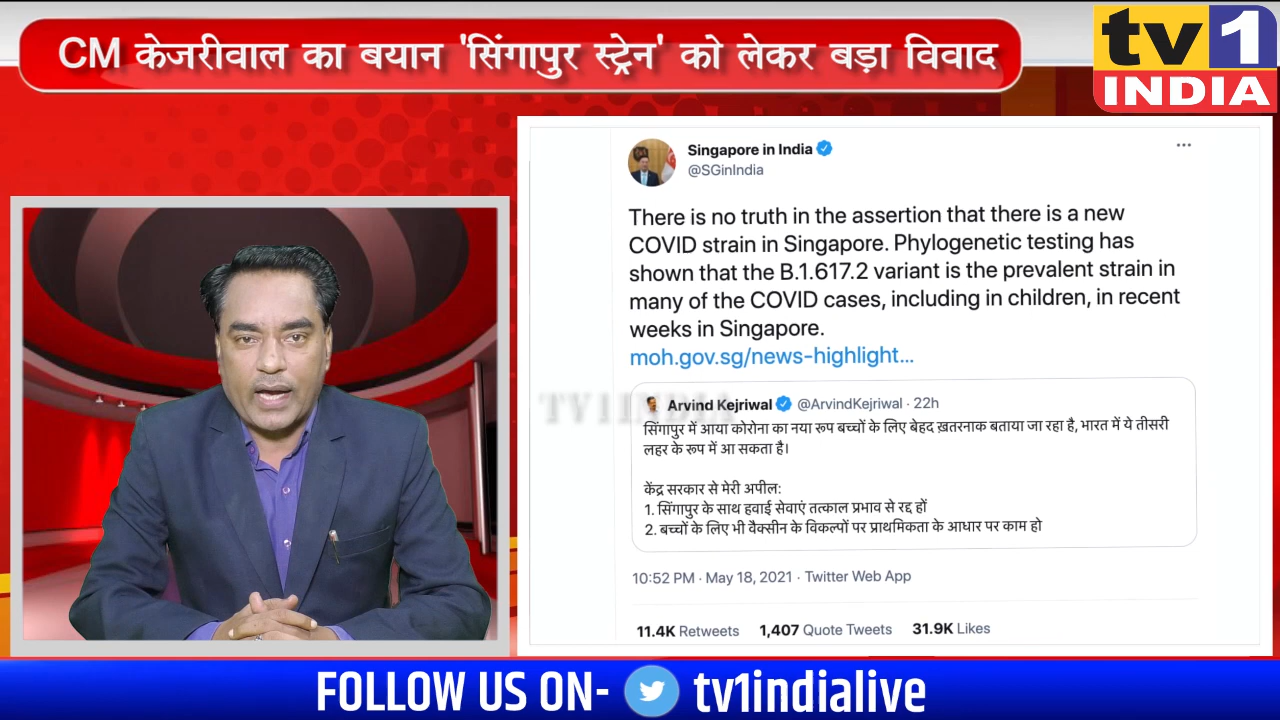 CM केजरीवाल का बयान 'सिंगापुर स्ट्रेन' को लेकर बड़ा विवाद
tv1
INDIA
Singapore in India
@SGinIndia
There is no truth in the assertion that there is a new
COVID strain in Singapore. Phylogenetic testing has
shown that the B.1.617.2 variant is the prevalent strain in
many of the COVID cases, including in children, in recent
weeks in Singapore.
moh.gov.sg/news-highlight...
TV1INDIA
Arvind Kejriwal @ArvindKejriwal · 22h
सिंगापुर में आया कोरोना का नया रूप बच्चों के लिए बेहद ख़तरनाक बताया जा रहा है, भारत में ये तीसरी
लहर के रूप में आ सकता है।
केंद्र सरकार से मेरी अपील:
1. सिंगापुर के साथ हवाई सेवाएं तत्काल प्रभाव से रद्द हों
2. बच्चों के लिए भी वैक्सीन के विकल्पों पर प्राथमिकता के आधार पर काम हो
10:52 PM · May 18, 2021 · Twitter Web App
11.4K Retweets 1,407 Quote Tweets 31.9K Likes
FOLLOW US ON- tv1indialive